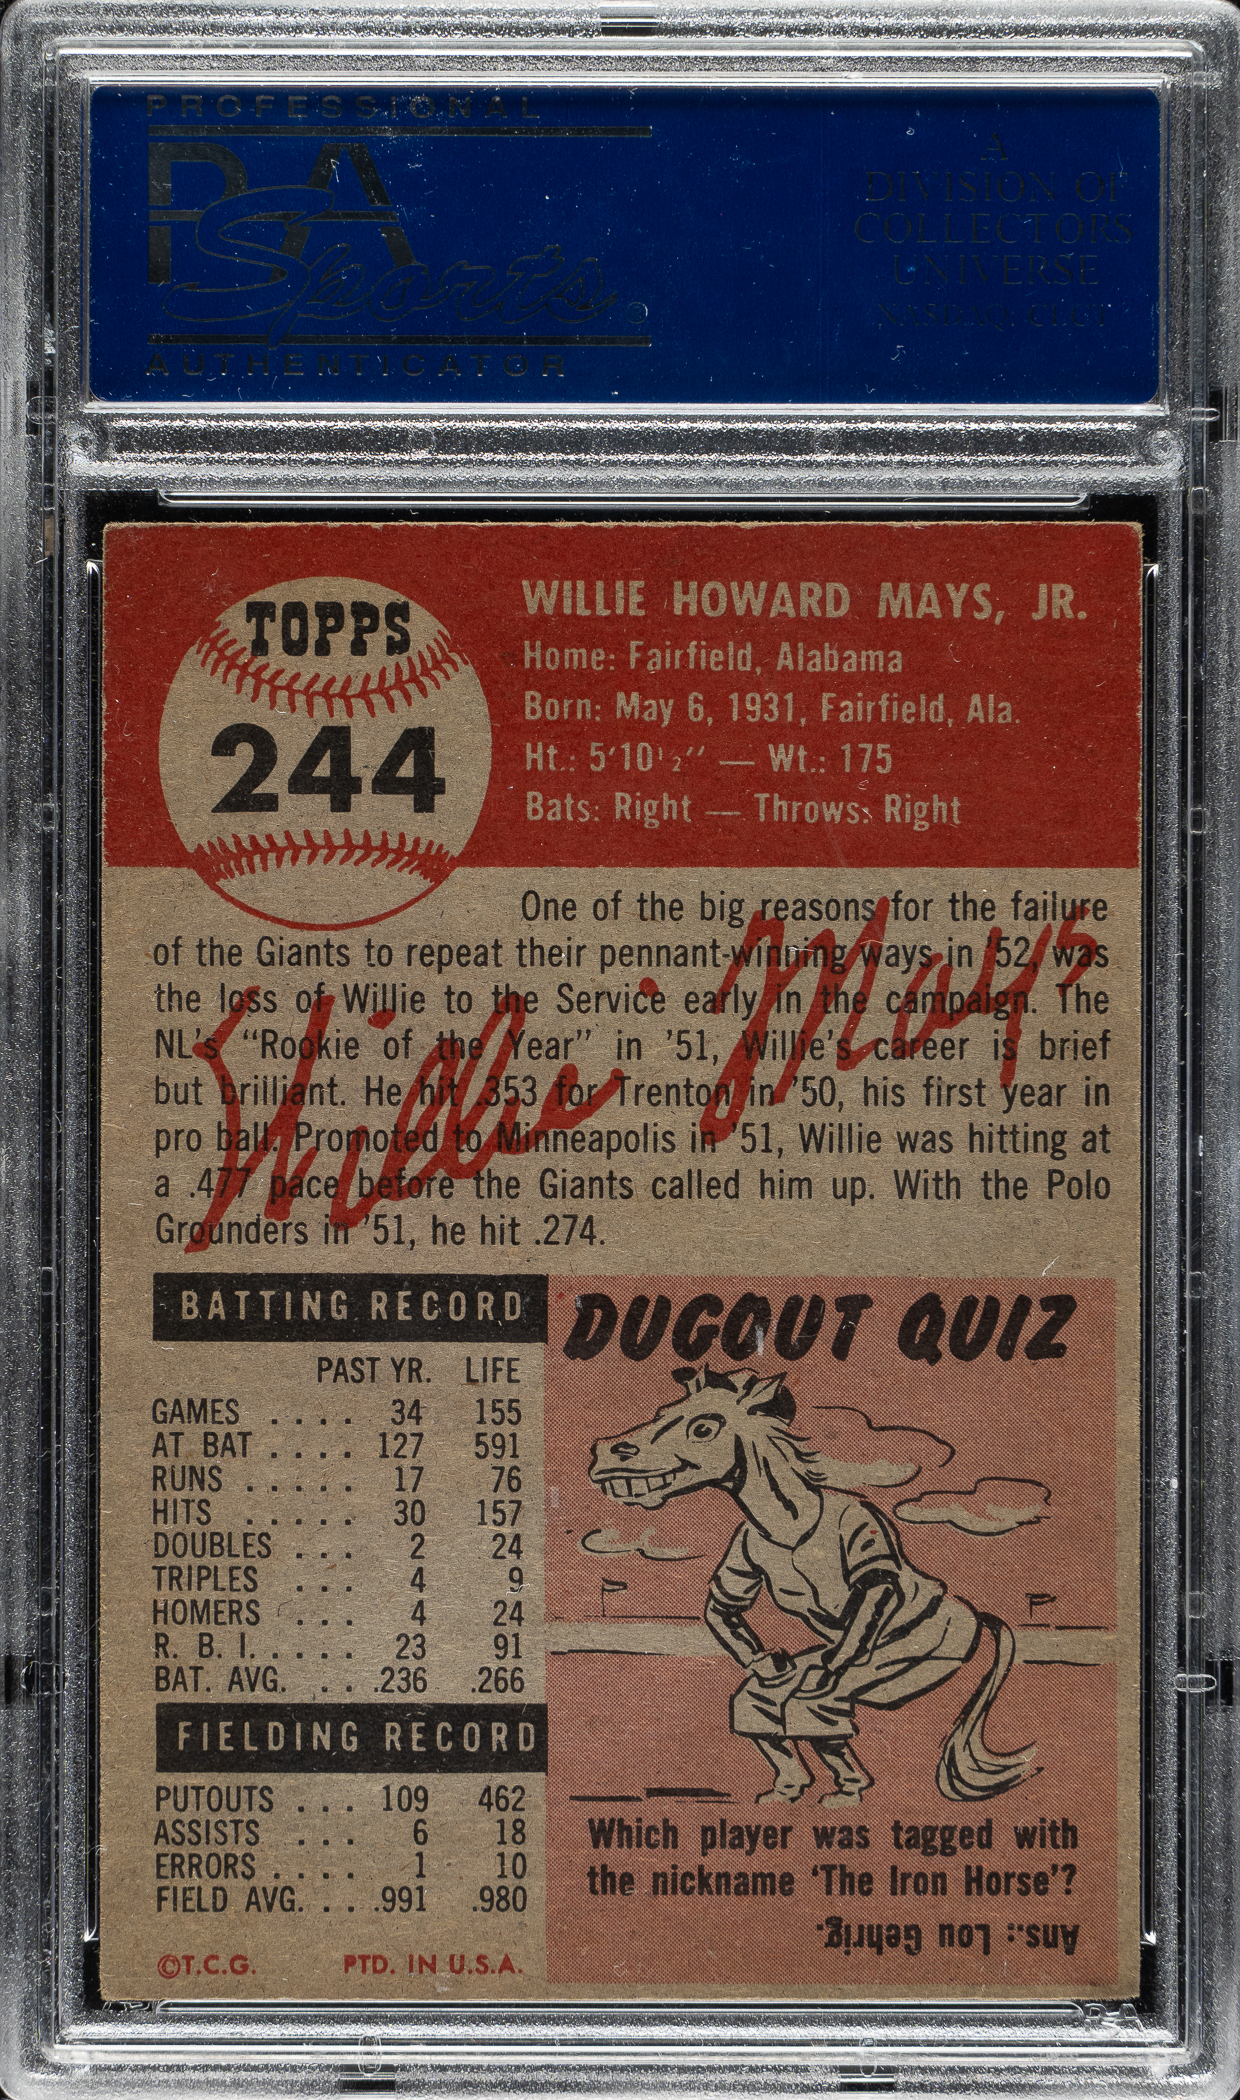 PROFESSIONAL
PSA
Sports®
AUTHENTICATOR
A
DIVISION OF
COLLECTORS
UNIVERSE
NASDAQ: CLCT
TOPPS
244
WILLIE HOWARD MAYS, JR.
Home: Fairfield, Alabama
Born: May 6, 1931, Fairfield, Ala.
Ht.: 5'10½" — Wt.: 175
Bats: Right — Throws: Right
One of the big reasons for the failure
of the Giants to repeat their pennant-winning ways in '52, was
the loss of Willie to the Service early in the campaign. The
NL's “Rookie of the Year” in '51, Willie's career is brief
but brilliant. He hit .353 for Trenton in '50, his first year in
pro ball. Promoted to Minneapolis in '51, Willie was hitting at
a .477 pace before the Giants called him up. With the Polo
Grounders in '51, he hit .274.
Willie Mays
BATTING RECORD
PAST YR. LIFE
GAMES .... 34 155
AT BAT .... 127 591
RUNS ..... 17 76
HITS ..... 30 157
DOUBLES ... 2 24
TRIPLES ... 4 9
HOMERS ... 4 24
R. B. I. .... 23 91
BAT. AVG. ... .236 .266
FIELDING RECORD
PUTOUTS ... 109 462
ASSISTS ... 6 18
ERRORS .... 1 10
FIELD AVG. ... .991 .980
©T.C.G. PTD. IN U.S.A.
DUGOUT QUIZ
Which player was tagged with
the nickname 'The Iron Horse'?
Ans.: Lou Gehrig.
PSA